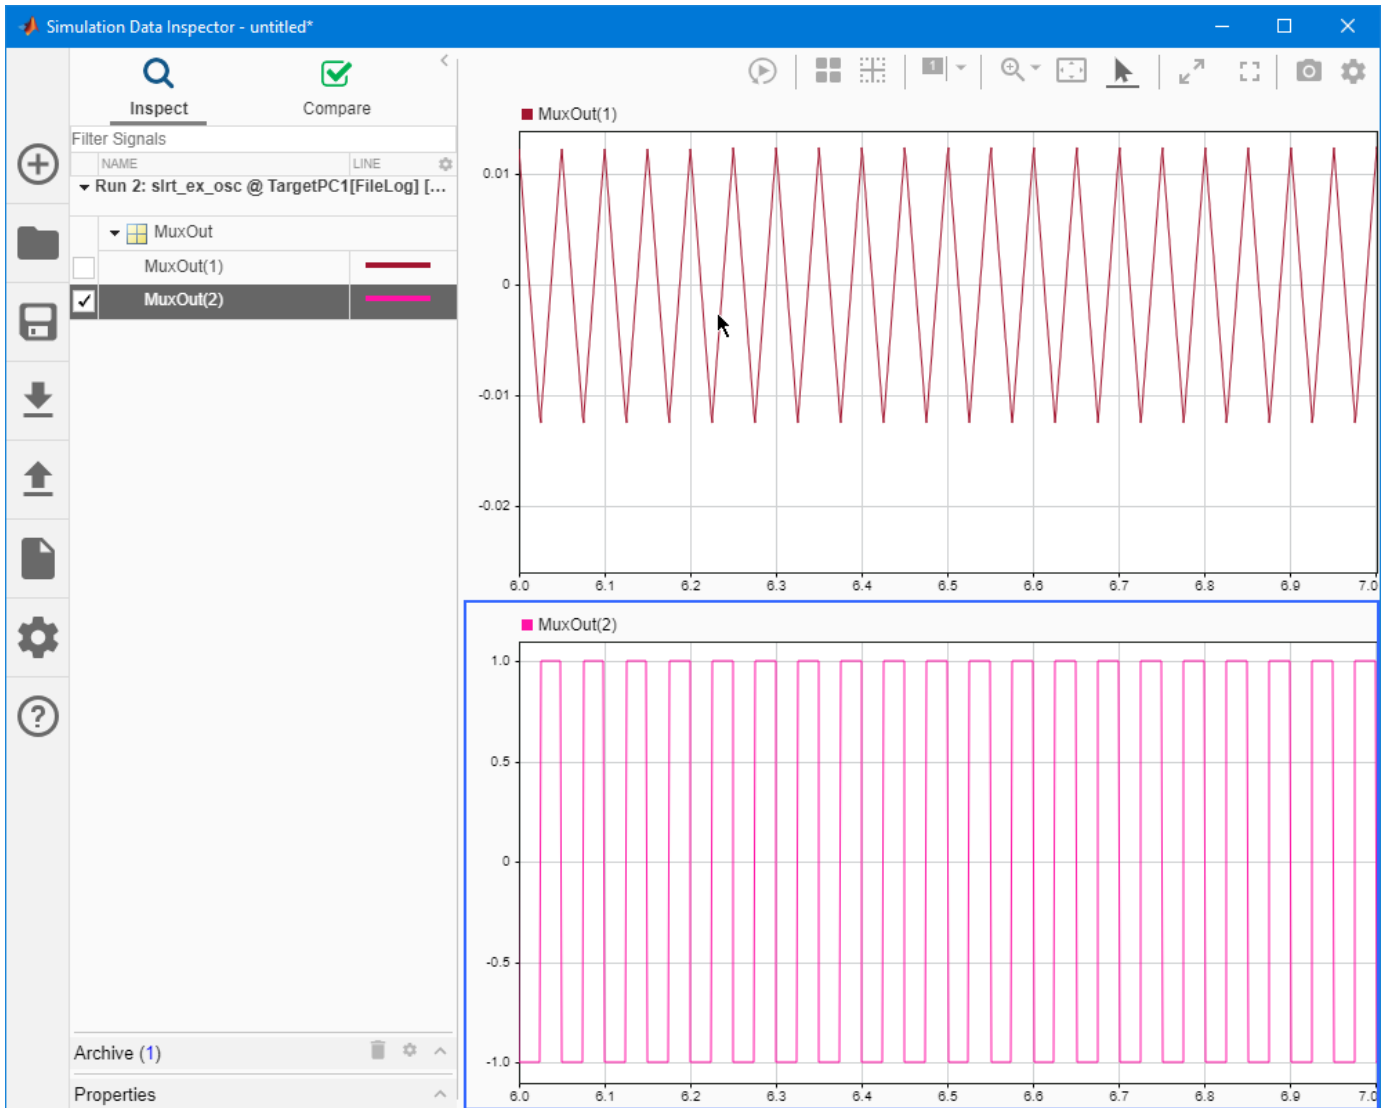 Simulation Data Inspector - untitled*
Inspect
Compare
Filter Signals
NAME
LINE
Run 2: slrt_ex_osc @ TargetPC1[FileLog] [...
MuxOut
MuxOut(1)
MuxOut(2)
Archive (1)
Properties
1
MuxOut(1)
0.01
0
-0.01
-0.02
6.0 6.1 6.2 6.3 6.4 6.5 6.6 6.7 6.8 6.9 7.0
MuxOut(2)
1.0
0.5
0
-0.5
-1.0
6.0 6.1 6.2 6.3 6.4 6.5 6.6 6.7 6.8 6.9 7.0